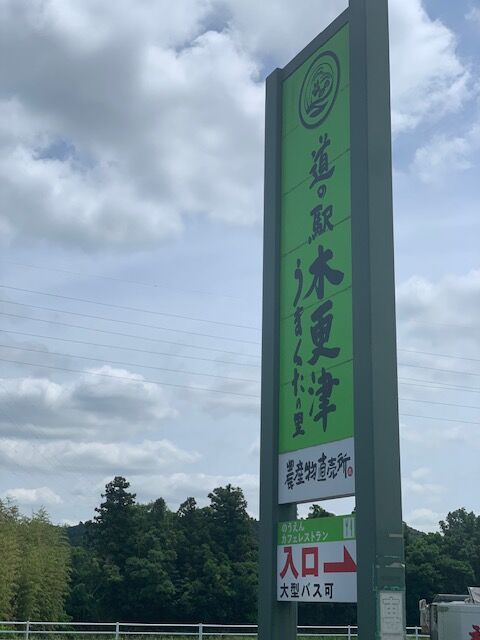 道の駅 木更津
うまくたの里
農産物直売所
のうえん
カフェレストラン
入口
大型バス可